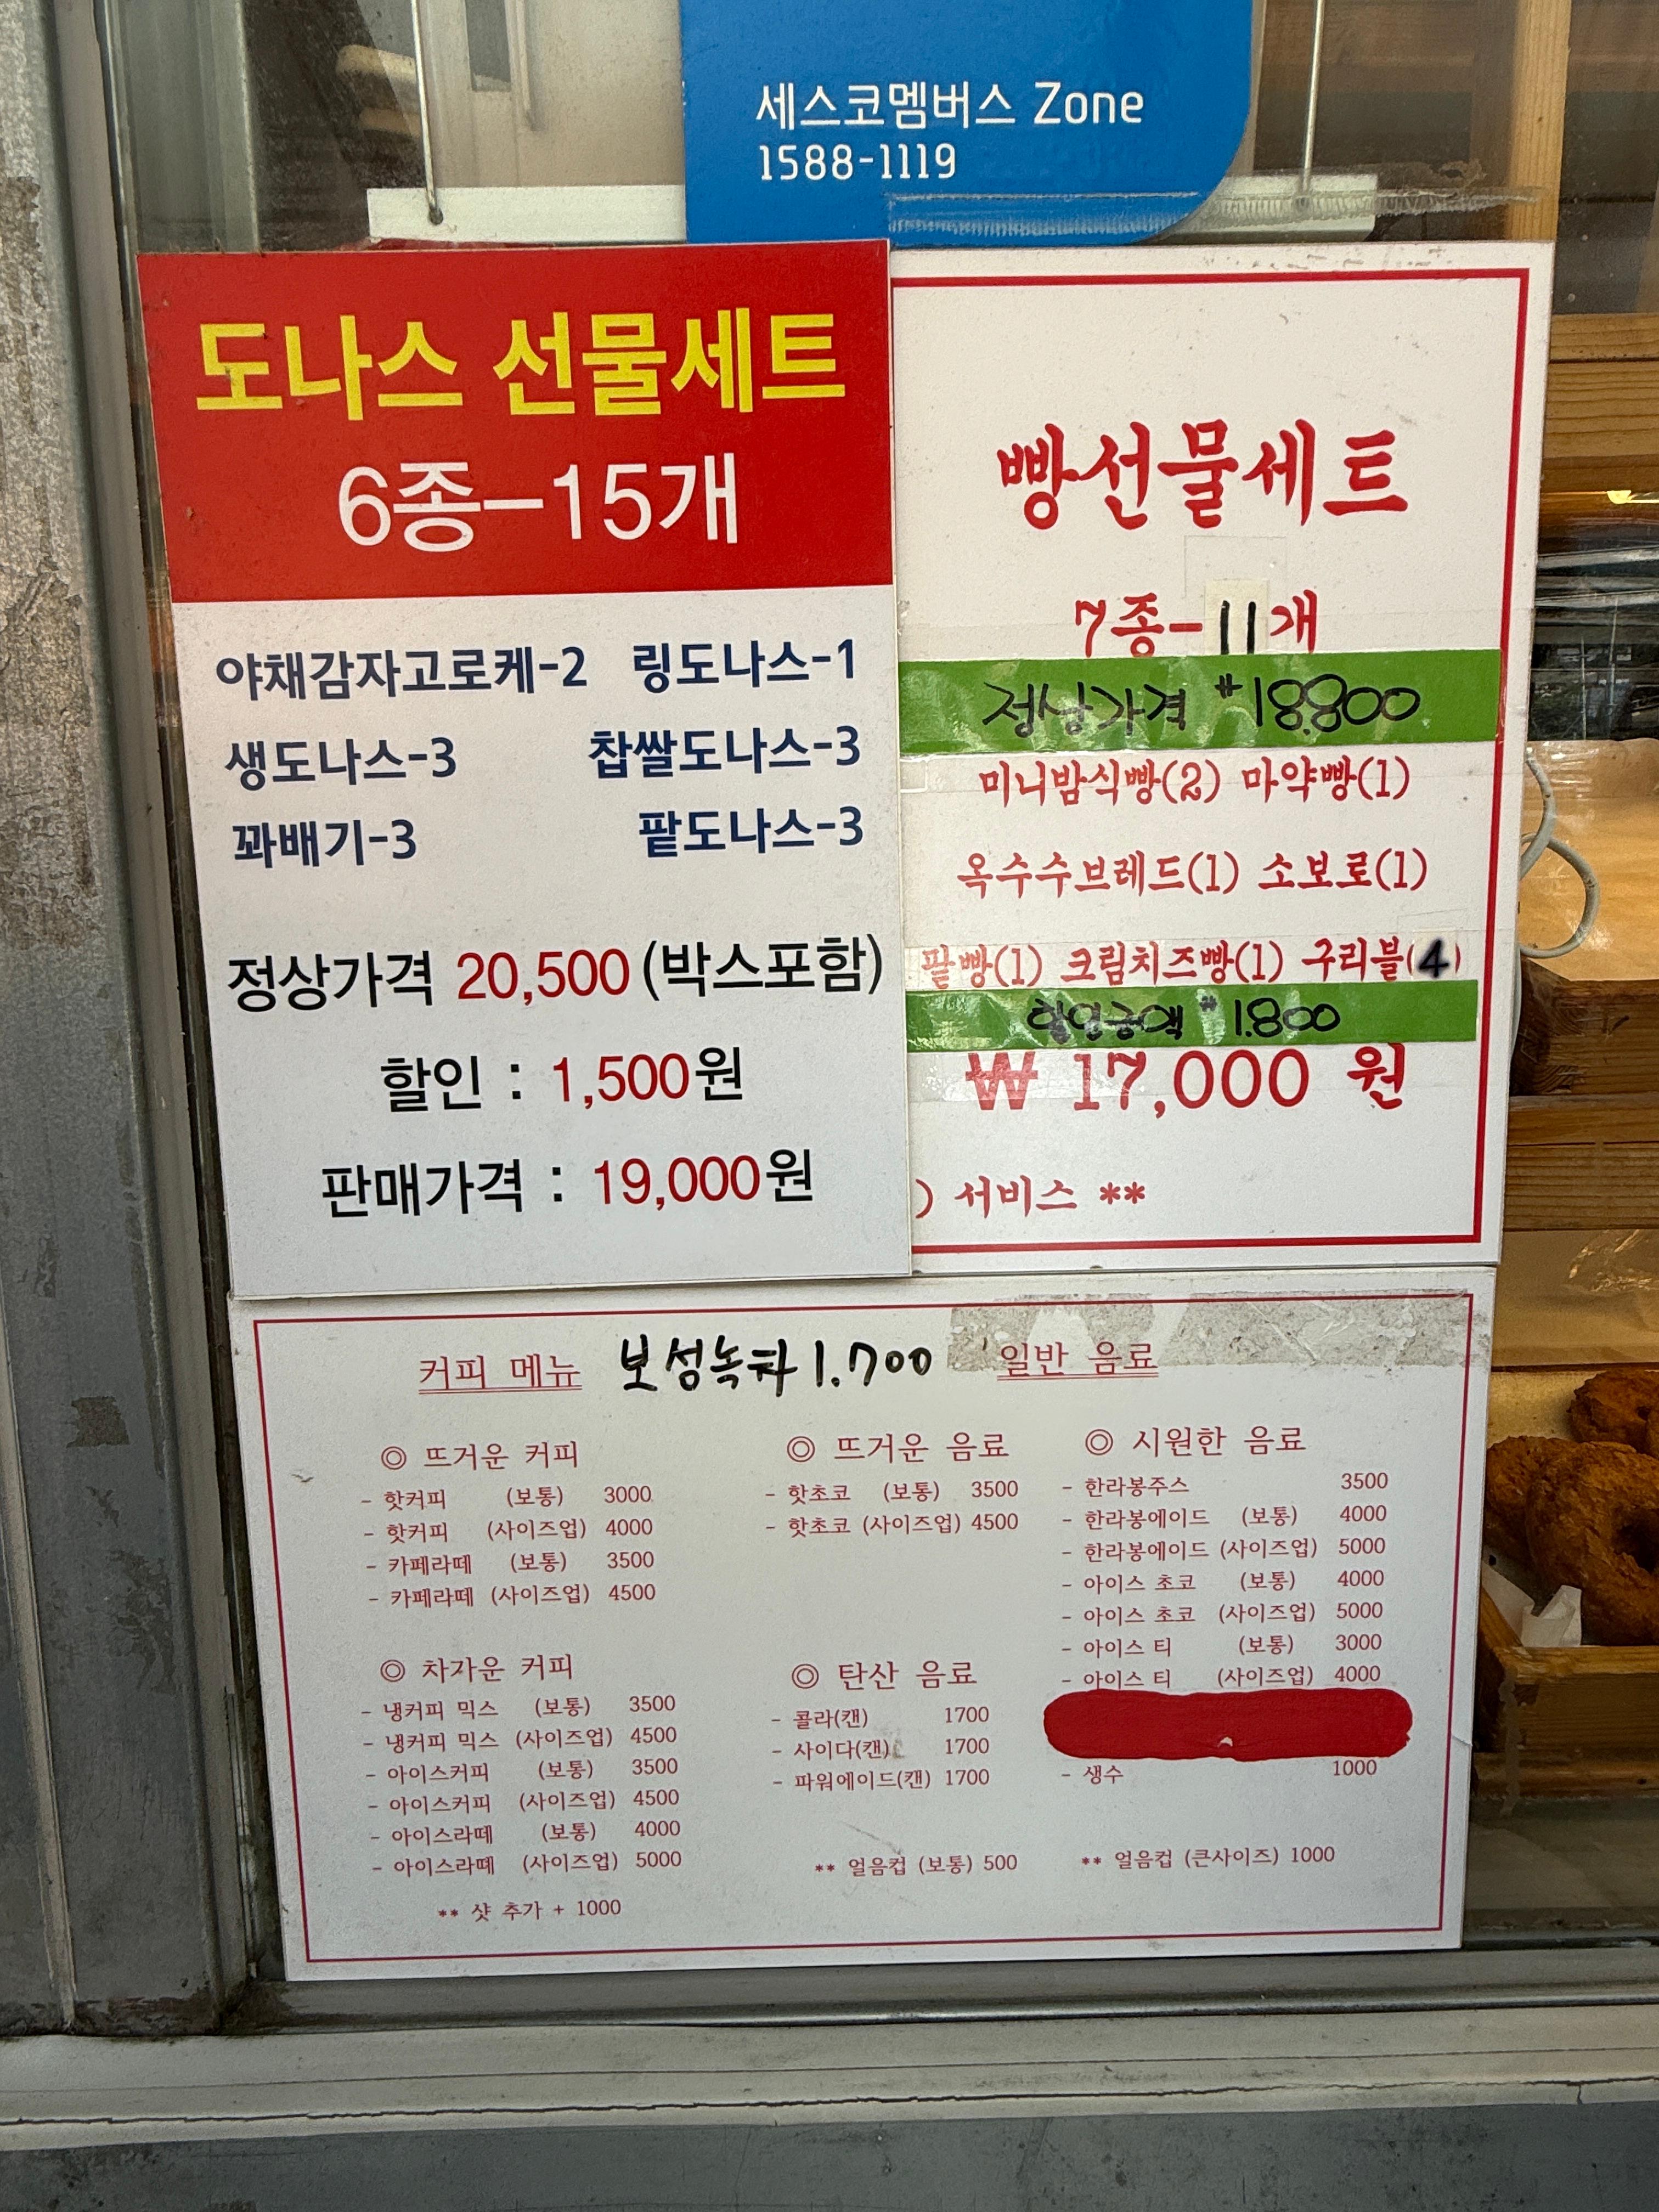 세스코멤버스 Zone
1588-1119
도나스 선물세트
6종-15개
야채감자고로케-2 링도나스-1
생도나스-3 찹쌀도나스-3
꽈배기-3 팥도나스-3
정상가격 20,500 (박스포함)
할인 : 1,500원
판매가격 : 19,000원
빵선물세트
7종-11개
정상가격 ₩18.800
미니밤식빵(2) 마약빵(1)
옥수수브레드(1) 소보로(1)
팥빵(1) 크림치즈빵(1) 구리볼(4)
할인금액 ₩1.800
₩ 17,000 원
) 서비스 **
커피 메뉴 보성녹차 1.700 일반 음료
◎ 뜨거운 커피
- 핫커피 (보통) 3000
- 핫커피 (사이즈업) 4000
- 카페라떼 (보통) 3500
- 카페라떼 (사이즈업) 4500
◎ 차가운 커피
- 냉커피 믹스 (보통) 3500
- 냉커피 믹스 (사이즈업) 4500
- 아이스커피 (보통) 3500
- 아이스커피 (사이즈업) 4500
- 아이스라떼 (보통) 4000
- 아이스라떼 (사이즈업) 5000
** 샷 추가 + 1000
◎ 뜨거운 음료
- 핫초코 (보통) 3500
- 핫초코 (사이즈업) 4500
◎ 탄산 음료
- 콜라(캔) 1700
- 사이다(캔) 1700
- 파워에이드(캔) 1700
** 얼음컵 (보통) 500
◎ 시원한 음료
- 한라봉주스 3500
- 한라봉에이드 (보통) 4000
- 한라봉에이드 (사이즈업) 5000
- 아이스 초코 (보통) 4000
- 아이스 초코 (사이즈업) 5000
- 아이스 티 (보통) 3000
- 아이스 티 (사이즈업) 4000
- 생수 1000
** 얼음컵 (큰사이즈) 1000